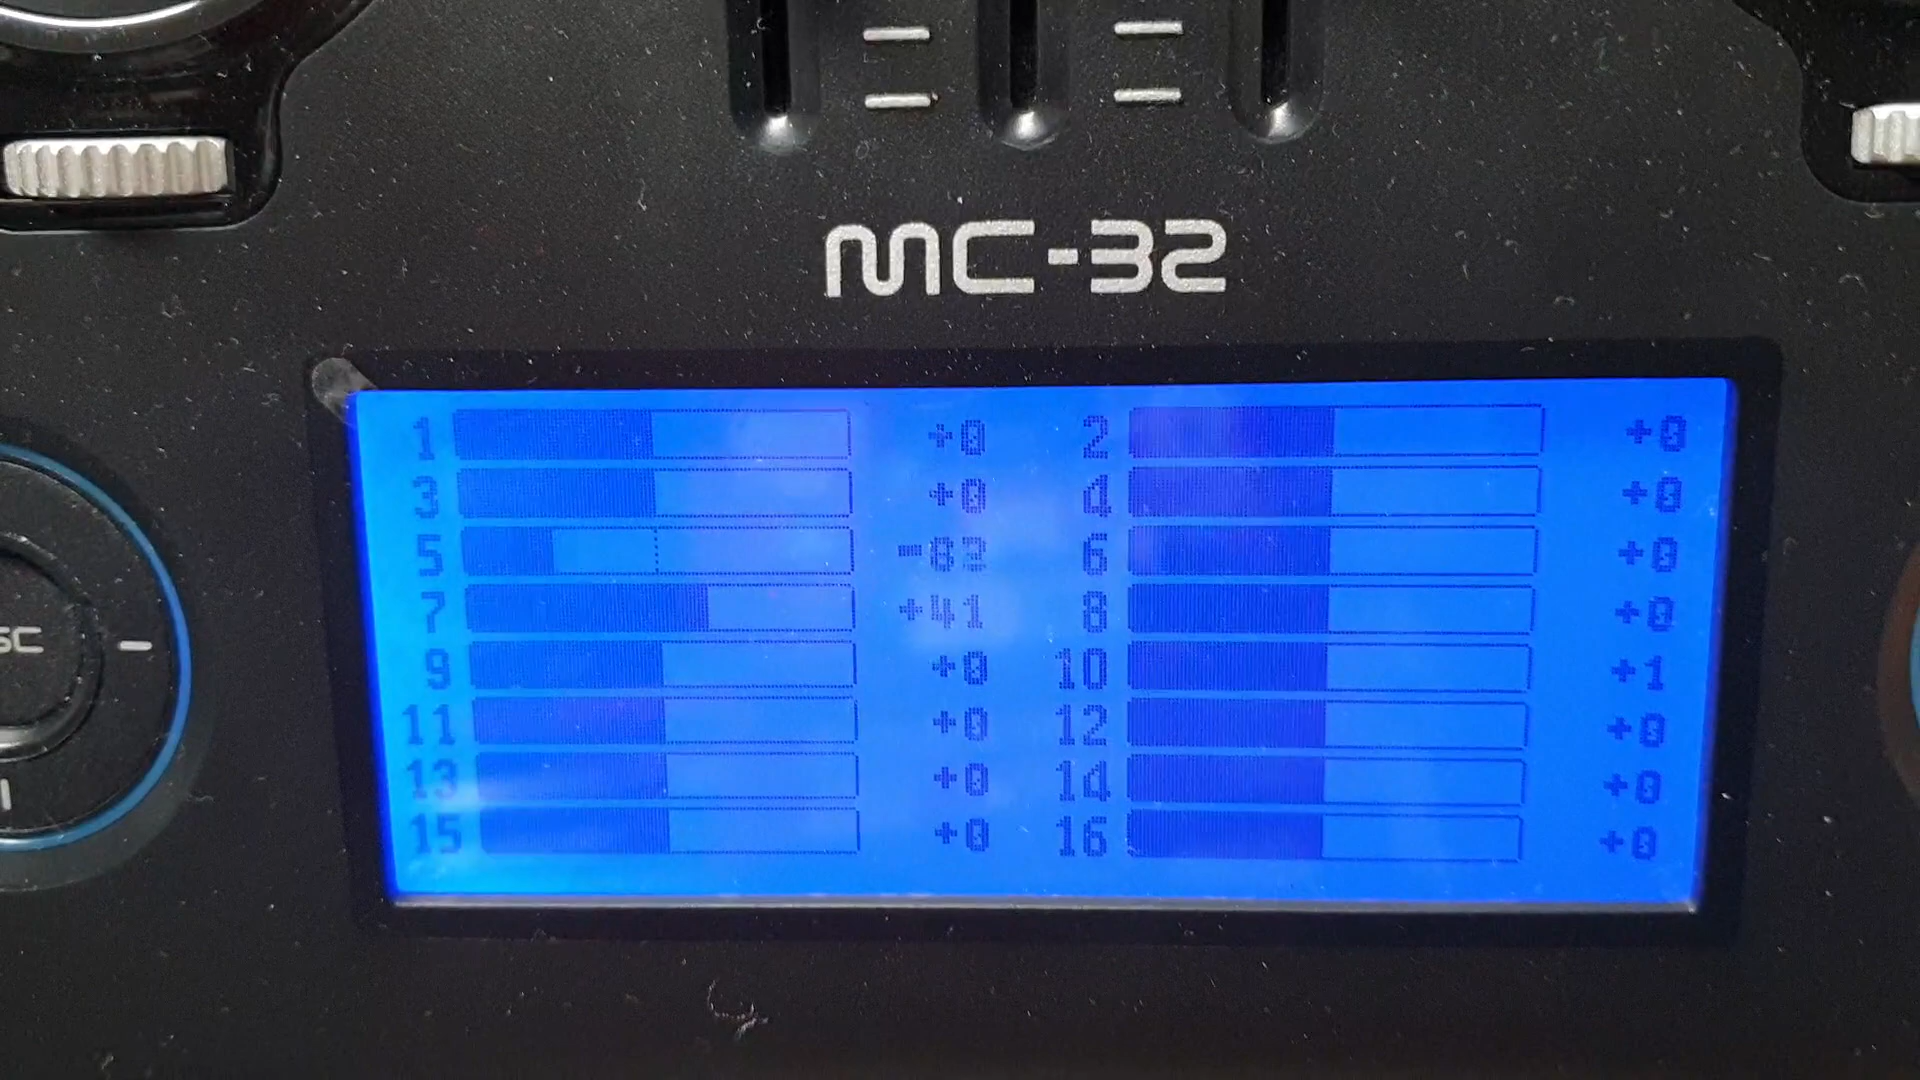 MC-32
1 +0 2 +0
3 +0 4 +0
5 -82 6 +0
7 +41 8 +0
9 +0 10 +1
11 +0 12 +0
13 +0 14 +0
15 +0 16 +0
SC